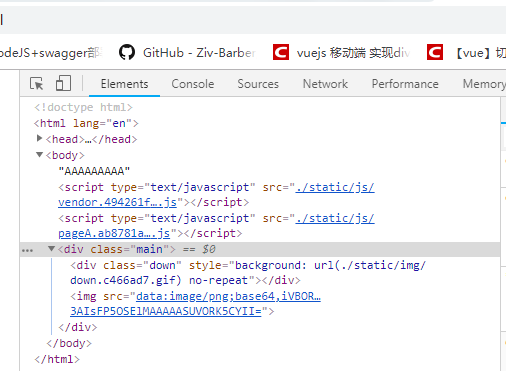 l
odeJS+swagger部 GitHub - Ziv-Barber vuejs 移动端 实现div 【vue】切
Elements Console Sources Network Performance Memory
<!doctype html>
<html lang="en">
<head>…</head>
<body>
"AAAAAAAAA"
<script type="text/javascript" src="./static/js/
vendor.494261f….js"></script>
<script type="text/javascript" src="./static/js/
pageA.ab8781a….js"></script>
… <div class="main"> == $0
<div class="down" style="background: url(./static/img/
down.c466ad7.gif) no-repeat"></div>
<img src="data:image/png;base64,iVBOR…
3AIsFP5OSElMAAAAASUVORK5CYII=">
</div>
</body>
</html>